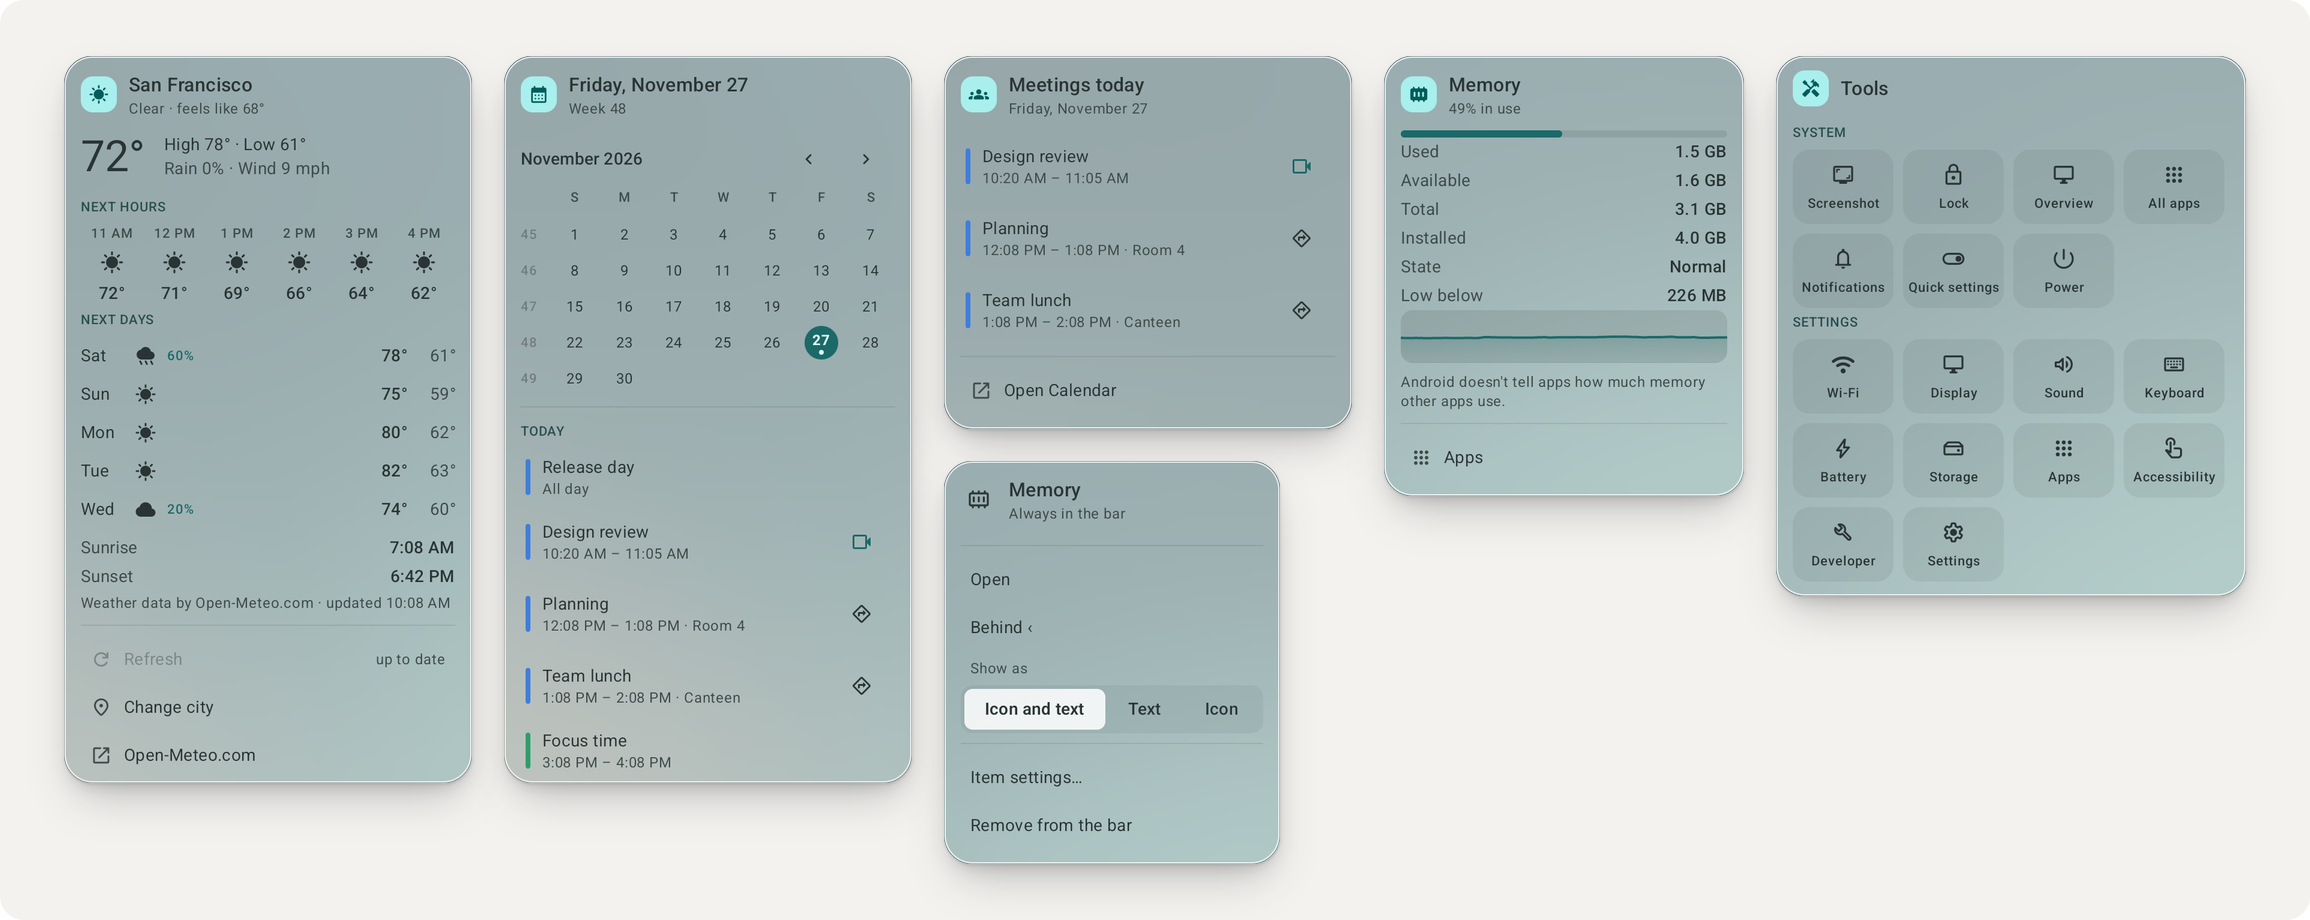 San Francisco
Clear · feels like 68°
72°
High 78° · Low 61°
Rain 0% · Wind 9 mph
NEXT HOURS
11 AM 12 PM 1 PM 2 PM 3 PM 4 PM
72° 71° 69° 66° 64° 62°
NEXT DAYS
Sat 60% 78° 61°
Sun 75° 59°
Mon 80° 62°
Tue 82° 63°
Wed 20% 74° 60°
Sunrise 7:08 AM
Sunset 6:42 PM
Weather data by Open-Meteo.com · updated 10:08 AM
Refresh up to date
Change city
Open-Meteo.com
Friday, November 27
Week 48
November 2026
S M T W T F S
45 1 2 3 4 5 6 7
46 8 9 10 11 12 13 14
47 15 16 17 18 19 20 21
48 22 23 24 25 26 27 28
49 29 30
TODAY
Release day
All day
Design review
10:20 AM – 11:05 AM
Planning
12:08 PM – 1:08 PM · Room 4
Team lunch
1:08 PM – 2:08 PM · Canteen
Focus time
3:08 PM – 4:08 PM
Meetings today
Friday, November 27
Design review
10:20 AM – 11:05 AM
Planning
12:08 PM – 1:08 PM · Room 4
Team lunch
1:08 PM – 2:08 PM · Canteen
Open Calendar
Memory
Always in the bar
Open
Behind ‹
Show as
Icon and text Text Icon
Item settings…
Remove from the bar
Memory
49% in use
Used 1.5 GB
Available 1.6 GB
Total 3.1 GB
Installed 4.0 GB
State Normal
Low below 226 MB
Android doesn't tell apps how much memory
other apps use.
Apps
Tools
SYSTEM
Screenshot Lock Overview All apps
Notifications Quick settings Power
SETTINGS
Wi-Fi Display Sound Keyboard
Battery Storage Apps Accessibility
Developer Settings